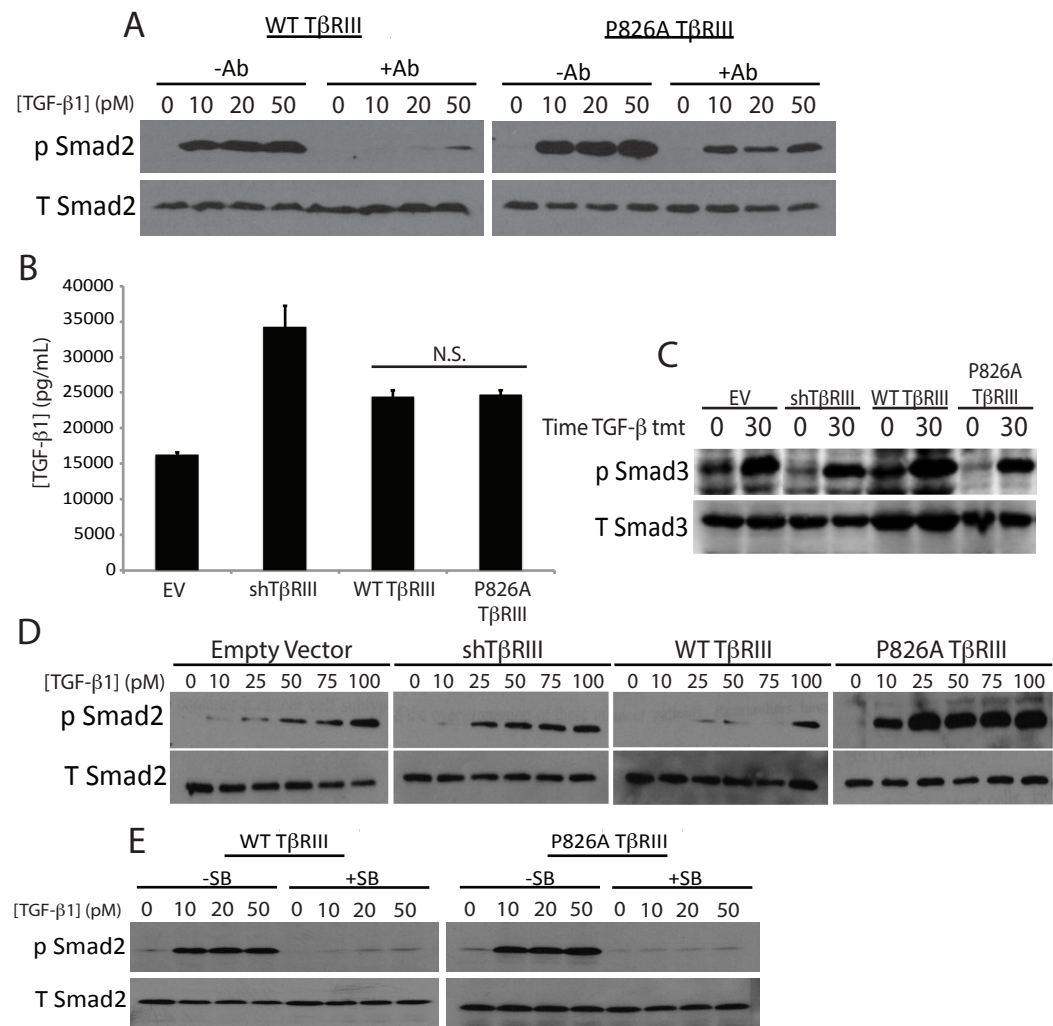 A
WT TβRIII
P826A TβRIII
-Ab +Ab -Ab +Ab
[TGF-β1] (pM) 0 10 20 50 0 10 20 50 0 10 20 50 0 10 20 50
p Smad2
T Smad2
B
[TGF-β1] (pg/mL)
40000
35000
30000
25000
20000
15000
10000
5000
0
N.S.
EV shTβRIII WT TβRIII P826A TβRIII
C
EV shTβRIII WT TβRIII P826A TβRIII
Time TGF-β tmt 0 30 0 30 0 30 0 30
p Smad3
T Smad3
D
Empty Vector shTβRIII WT TβRIII P826A TβRIII
[TGF-β1] (pM) 0 10 25 50 75 100 0 10 25 50 75 100 0 10 25 50 75 100 0 10 25 50 75 100
p Smad2
T Smad2
E
WT TβRIII P826A TβRIII
-SB +SB -SB +SB
[TGF-β1] (pM) 0 10 20 50 0 10 20 50 0 10 20 50 0 10 20 50
p Smad2
T Smad2